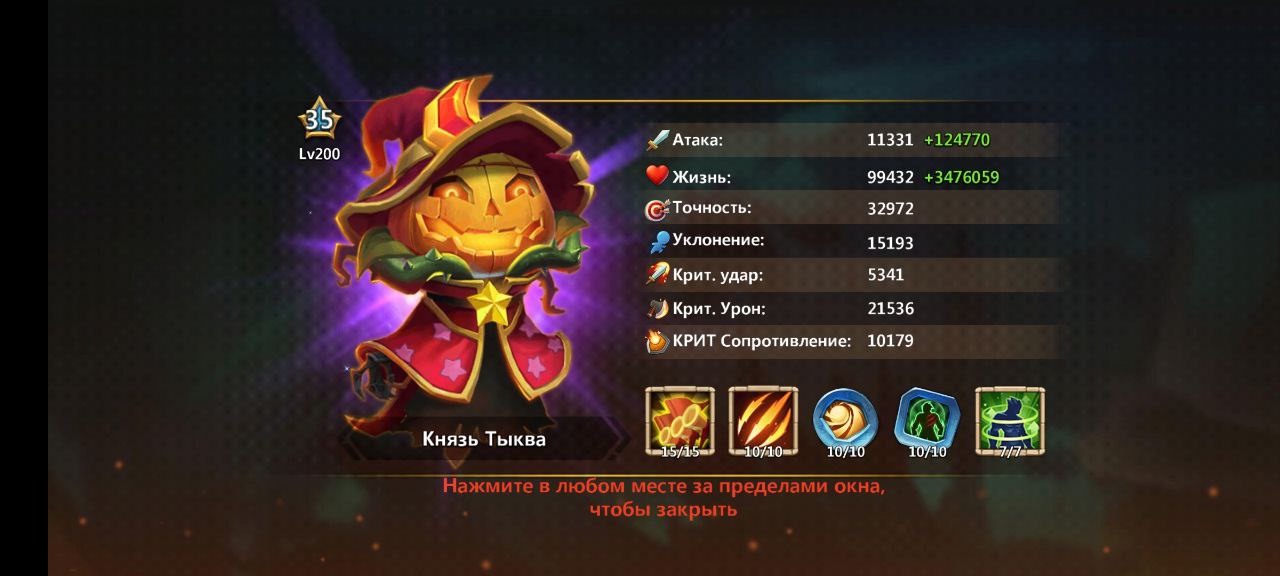 35
Lv200
Атака: 11331 +124770
Жизнь: 99432 +3476059
Точность: 32972
Уклонение: 15193
Крит. удар: 5341
Крит. Урон: 21536
КРИТ Сопротивление: 10179
15/15 10/10 10/10 10/10 7/7
Князь Тыква
Нажмите в любом месте за пределами окна,
чтобы закрыть